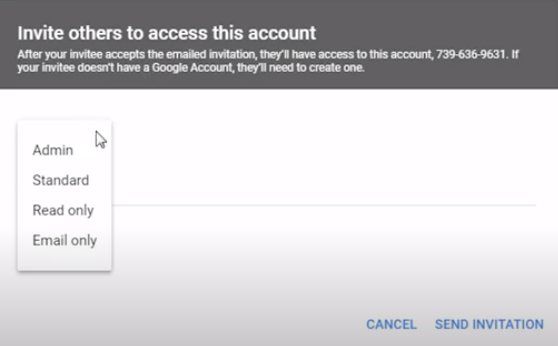 Invite others to access this account
After your invitee accepts the emailed invitation, they'll have access to this account, 739-636-9631. If
your invitee doesn't have a Google Account, they'll need to create one.
Admin
Standard
Read only
Email only
CANCEL SEND INVITATION